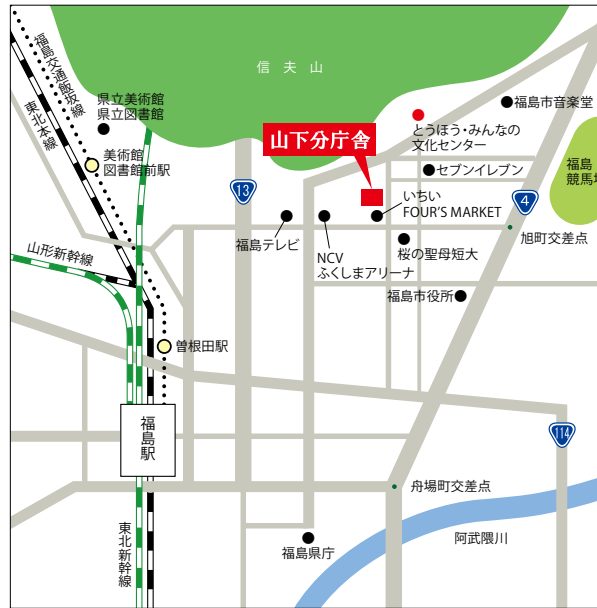 信夫山
福島交通飯坂線
東北本線
県立美術館
県立図書館
福島市音楽堂
とうほう・みんなの
文化センター
山下分庁舎
美術館
図書館前駅
セブンイレブン
福島
競馬場
13
いちい
FOUR'S MARKET
4
福島テレビ
NCV
ふくしまアリーナ
桜の聖母短大
旭町交差点
山形新幹線
福島市役所
曽根田駅
福島駅
114
舟場町交差点
東北新幹線
福島県庁
阿武隈川